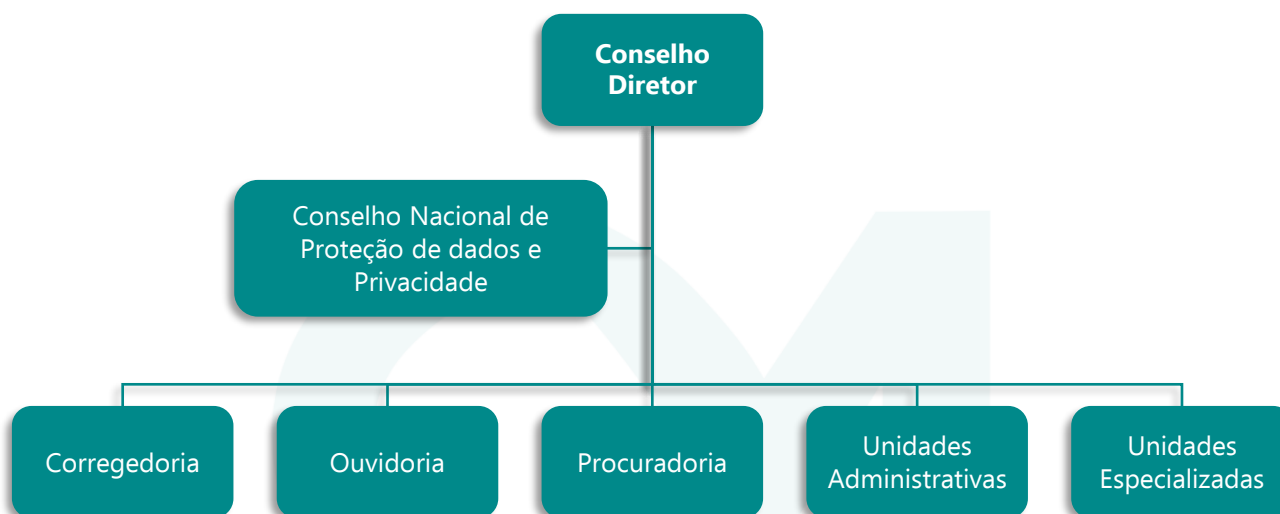 Conselho
Diretor
Conselho Nacional de
Proteção de dados e
Privacidade
Corregedoria
Ouvidoria
Procuradoria
Unidades
Administrativas
Unidades
Especializadas